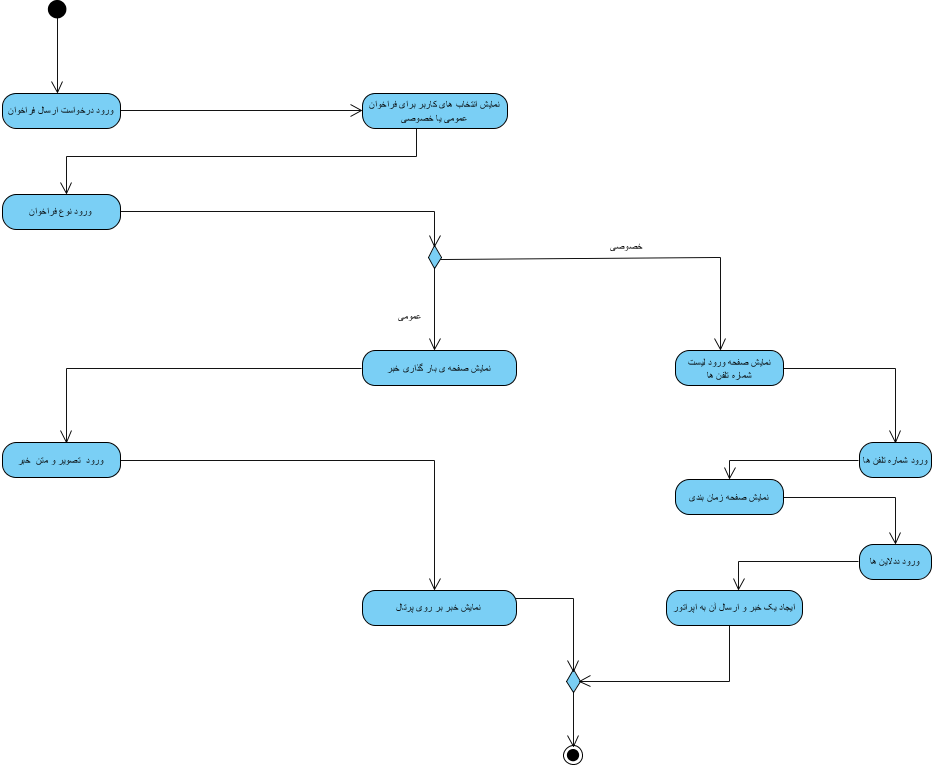 ورود درخواست ارسال فراخوان
نمایش انتخاب های کاربر برای فراخوان
عمومی یا خصوصی
ورود نوع فراخوان
خصوصی
عمومی
نمایش صفحه ی بار گذاری خبر
نمایش صفحه ورود لیست
شماره تلفن ها
ورود تصویر و متن خبر
ورود شماره تلفن ها
نمایش صفحه زمان بندی
ورود ددلاین ها
نمایش خبر بر روی پرتال
ایجاد یک خبر و ارسال آن به اپراتور